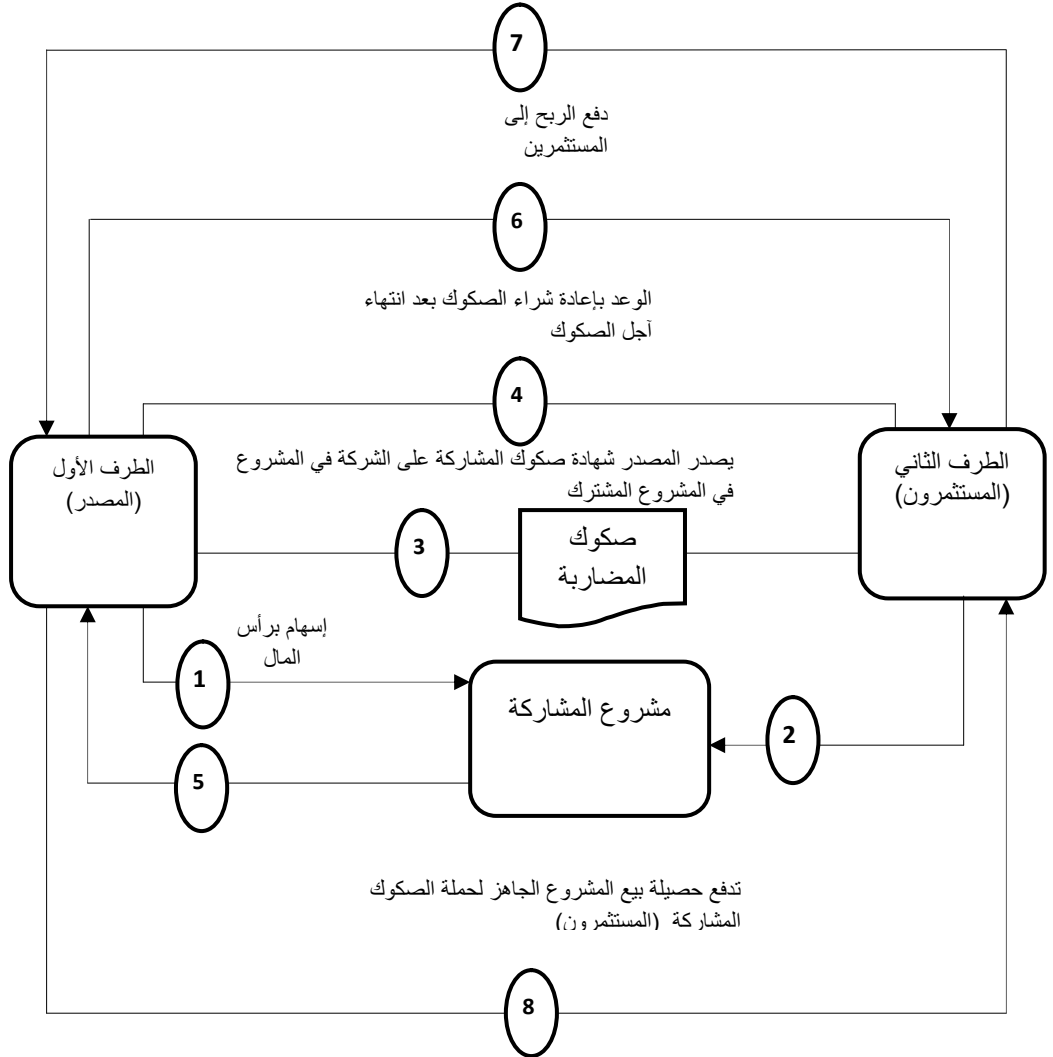 7
دفع الربح إلى
المستثمرين
6
الوعد بإعادة شراء الصكوك بعد انتهاء
آجل الصكوك
4
الطرف الأول
(المصدر)
الطرف الثاني
(المستثمرون)
يصدر المصدر شهادة صكوك المشاركة على الشركة في المشروع
في المشروع المشترك
3
صكوك
المضاربة
إسهام برأس
المال
1
مشروع المشاركة
2
5
تدفع حصيلة بيع المشروع الجاهز لحملة الصكوك
المشاركة (المستثمرون)
8